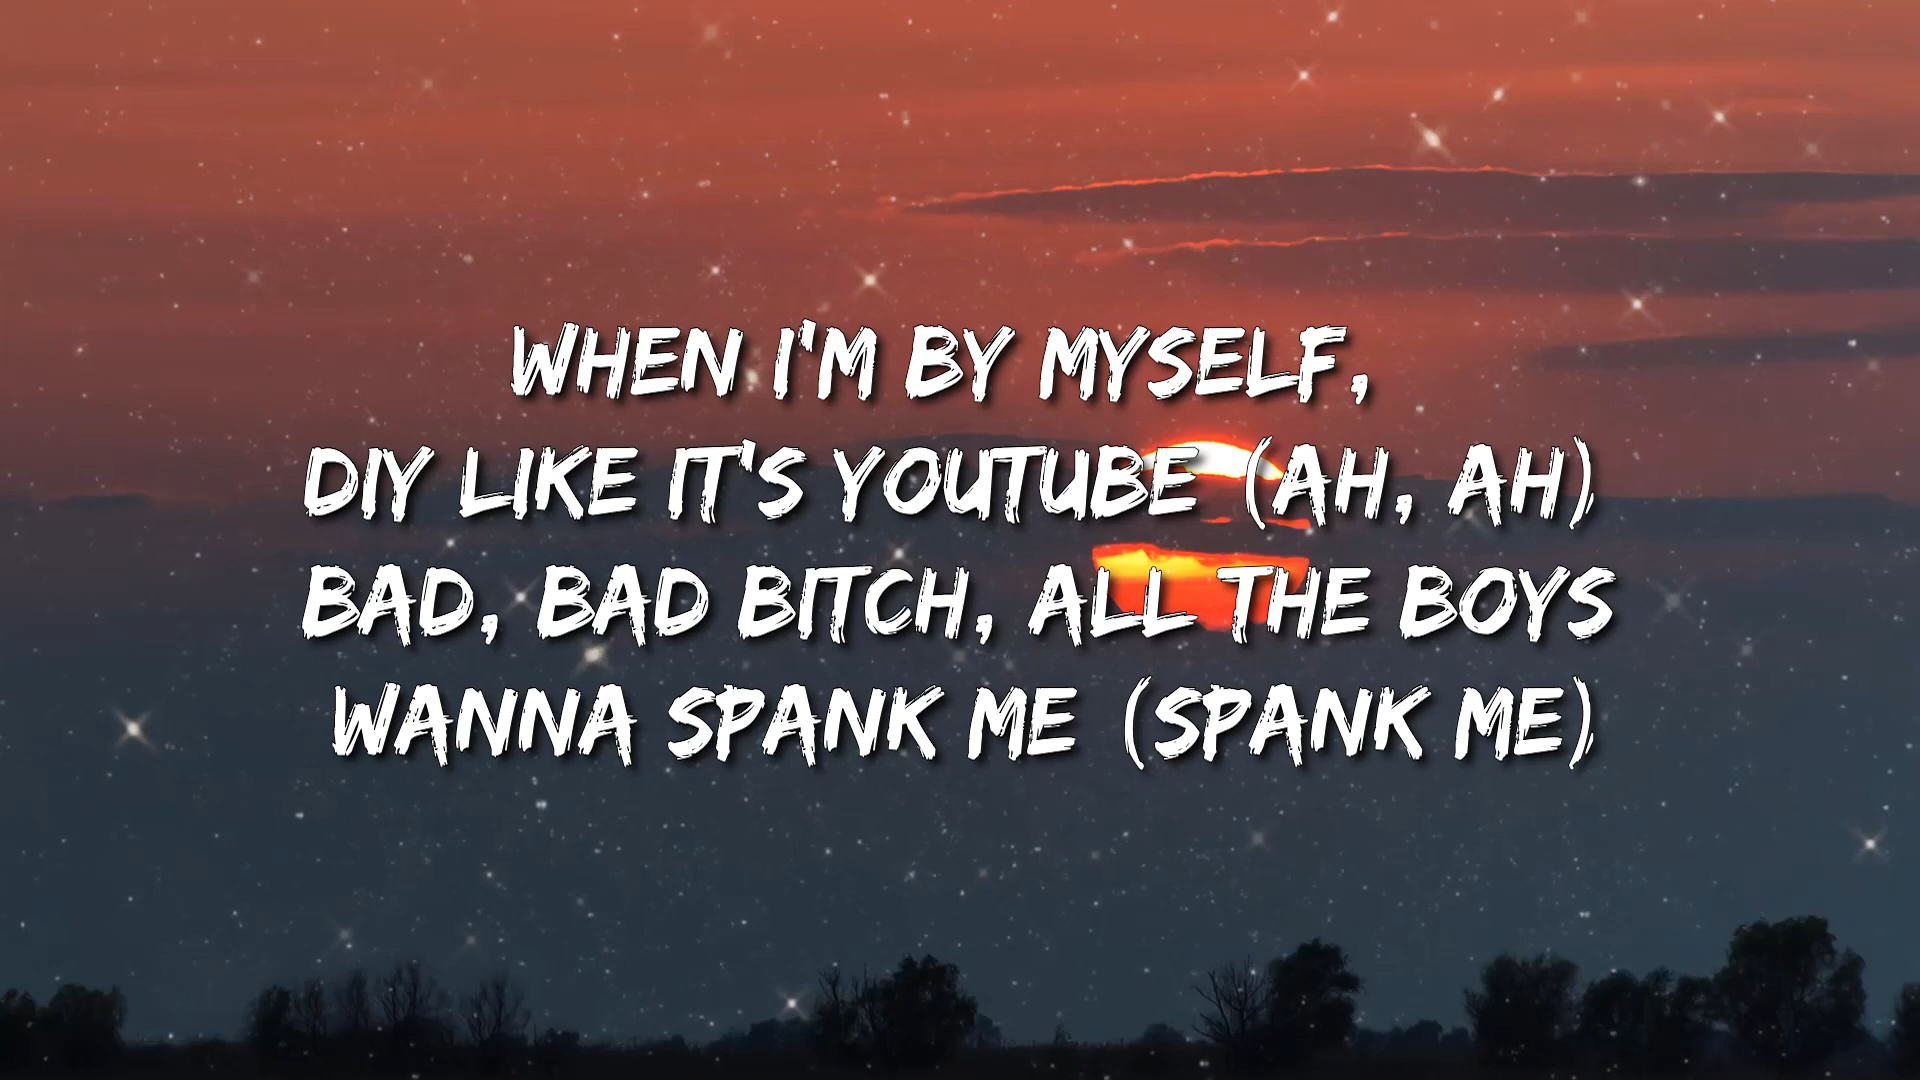 WHEN I'M BY MYSELF,
DIY LIKE IT'S YOUTUBE (AH, AH)
BAD, BAD BITCH, ALL THE BOYS
WANNA SPANK ME (SPANK ME)